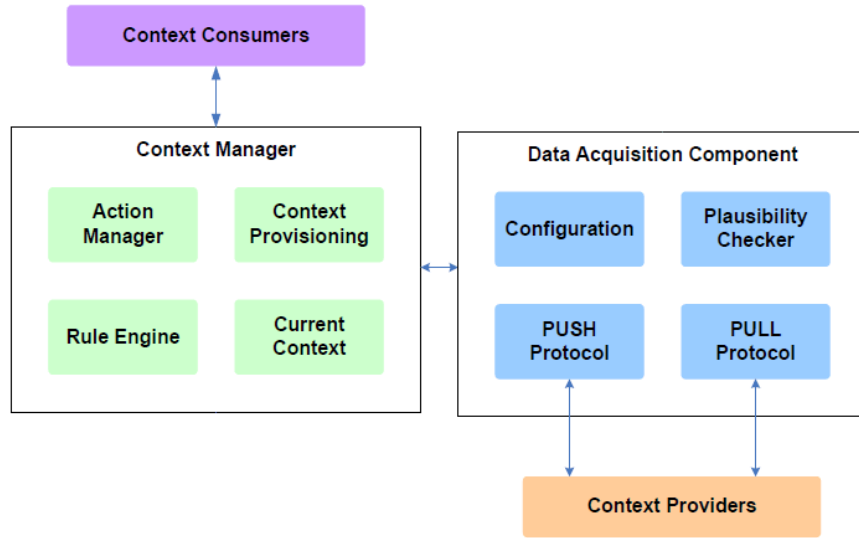 Context Consumers
Context Manager
Action
Manager
Context
Provisioning
Rule Engine
Current
Context
Data Acquisition Component
Configuration
Plausibility
Checker
PUSH
Protocol
PULL
Protocol
Context Providers